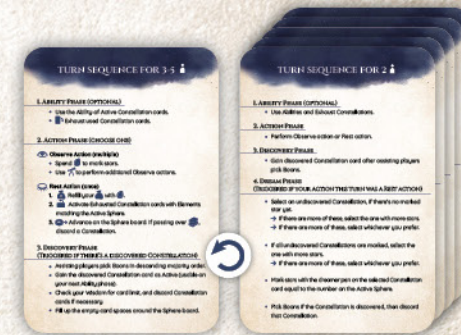 TURN SEQUENCE FOR 3-5
1. ABILITY PHASE (OPTIONAL)
• Use the Ability of Active Constellation cards.
• Exhaust used Constellation cards.
2. ACTION PHASE (CHOOSE ONE)
Observe Action (multiple)
• Spend to mark stars.
• Use to perform additional Observe actions.
Rest Action (once)
1. Refill your with
2. Activate Exhausted Constellation cards with Elements
matching the Active Sphere.
3. Advance on the Sphere board. If passing over
discard a Constellation.
3. DISCOVERY PHASE
(TRIGGERED IF THERE'S A DISCOVERED CONSTELLATION)
• Assisting players pick Boons in descending majority order.
• Gain the discovered Constellation card as Active (usable on
your next Ability phase).
• Check your Wisdom for card limit, and discard Constellation
cards if necessary.
• Fill up the empty card spaces around the Sphere board.
TURN SEQUENCE FOR 2
1. ABILITY PHASE (OPTIONAL)
• Use Abilities and Exhaust Constellations.
2. ACTION PHASE
• Perform Observe action or Rest action.
3. DISCOVERY PHASE
• Gain discovered Constellation card after assisting players
pick Boons.
4. DREAM PHASE
(TRIGGERED IF YOUR ACTION THIS TURN WAS A REST ACTION)
• Select an undiscovered Constellation, if there's no marked
star yet.
→ If there are more of these, select the one with more stars.
→ If there are more of these, select whichever you prefer.
• If all undiscovered Constellations are marked, select the
one with more stars.
→ If there are more of these, select whichever you prefer.
• Mark stars with the dreamer pen on the selected Constellation
card equal to the number on the Active Sphere.
• Pick Boons if the Constellation is discovered, then discard
that Constellation.